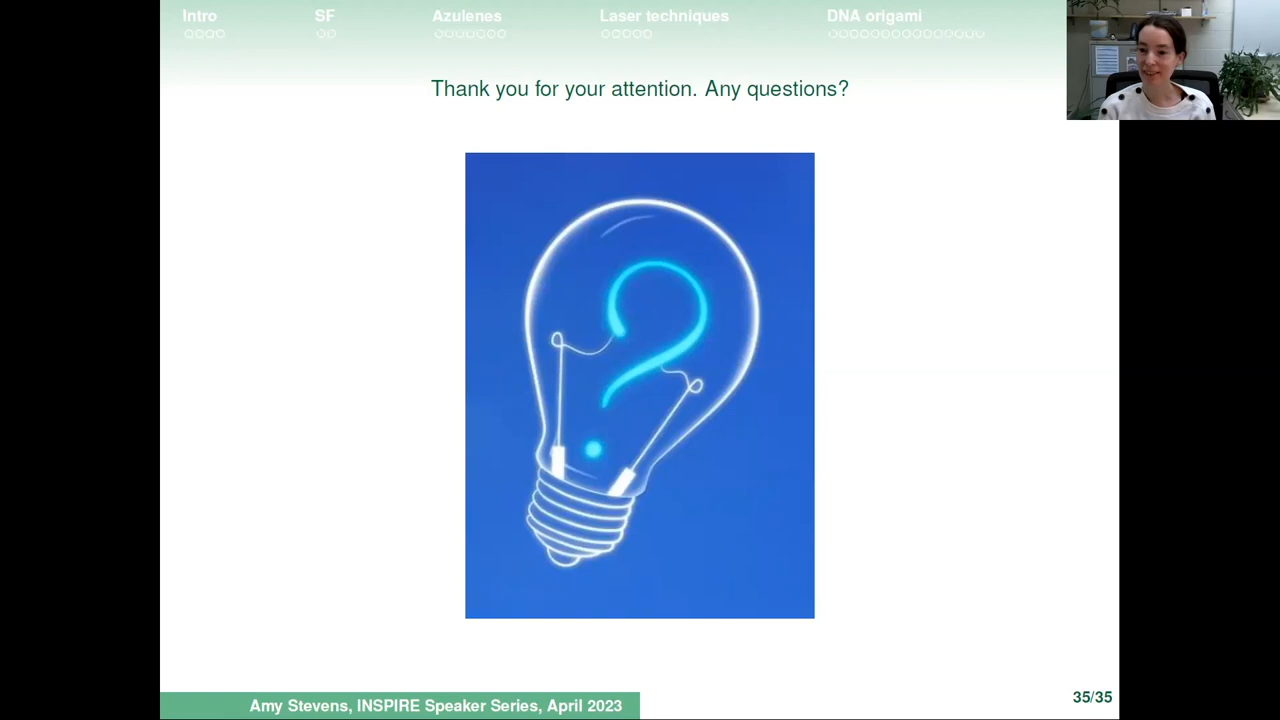 Intro SF Azulenes Laser techniques DNA origami
Thank you for your attention. Any questions?
?
Amy Stevens, INSPIRE Speaker Series, April 2023
35/35